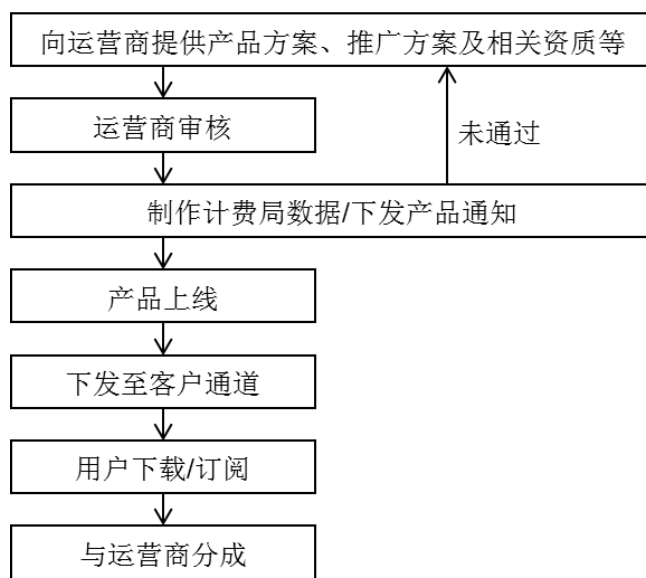 向运营商提供产品方案、推广方案及相关资质等
运营商审核
未通过
制作计费局数据/下发产品通知
产品上线
下发至客户通道
用户下载/订阅
与运营商分成